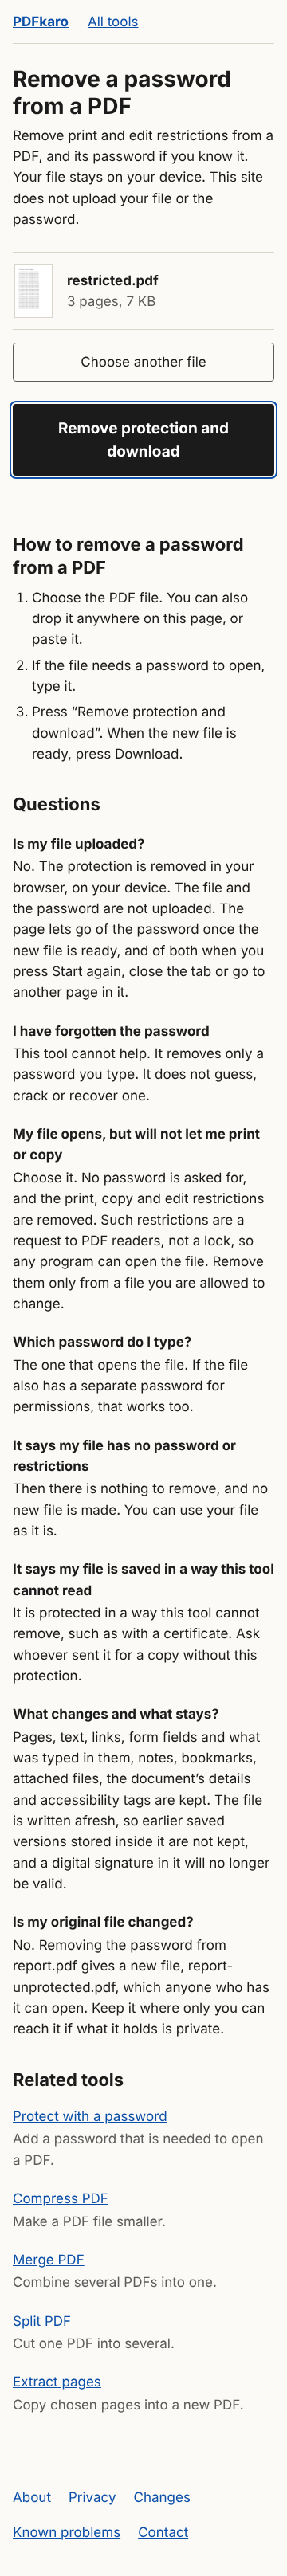 PDFkaro All tools
Remove a password
from a PDF
Remove print and edit restrictions from a
PDF, and its password if you know it.
Your file stays on your device. This site
does not upload your file or the
password.
restricted.pdf
3 pages, 7 KB
Choose another file
Remove protection and
download
How to remove a password
from a PDF
1. Choose the PDF file. You can also
drop it anywhere on this page, or
paste it.
2. If the file needs a password to open,
type it.
3. Press “Remove protection and
download”. When the new file is
ready, press Download.
Questions
Is my file uploaded?
No. The protection is removed in your
browser, on your device. The file and
the password are not uploaded. The
page lets go of the password once the
new file is ready, and of both when you
press Start again, close the tab or go to
another page in it.
I have forgotten the password
This tool cannot help. It removes only a
password you type. It does not guess,
crack or recover one.
My file opens, but will not let me print
or copy
Choose it. No password is asked for,
and the print, copy and edit restrictions
are removed. Such restrictions are a
request to PDF readers, not a lock, so
any program can open the file. Remove
them only from a file you are allowed to
change.
Which password do I type?
The one that opens the file. If the file
also has a separate password for
permissions, that works too.
It says my file has no password or
restrictions
Then there is nothing to remove, and no
new file is made. You can use your file
as it is.
It says my file is saved in a way this tool
cannot read
It is protected in a way this tool cannot
remove, such as with a certificate. Ask
whoever sent it for a copy without this
protection.
What changes and what stays?
Pages, text, links, form fields and what
was typed in them, notes, bookmarks,
attached files, the document’s details
and accessibility tags are kept. The file
is written afresh, so earlier saved
versions stored inside it are not kept,
and a digital signature in it will no longer
be valid.
Is my original file changed?
No. Removing the password from
report.pdf gives a new file, report-
unprotected.pdf, which anyone who has
it can open. Keep it where only you can
reach it if what it holds is private.
Related tools
Protect with a password
Add a password that is needed to open
a PDF.
Compress PDF
Make a PDF file smaller.
Merge PDF
Combine several PDFs into one.
Split PDF
Cut one PDF into several.
Extract pages
Copy chosen pages into a new PDF.
About Privacy Changes
Known problems Contact